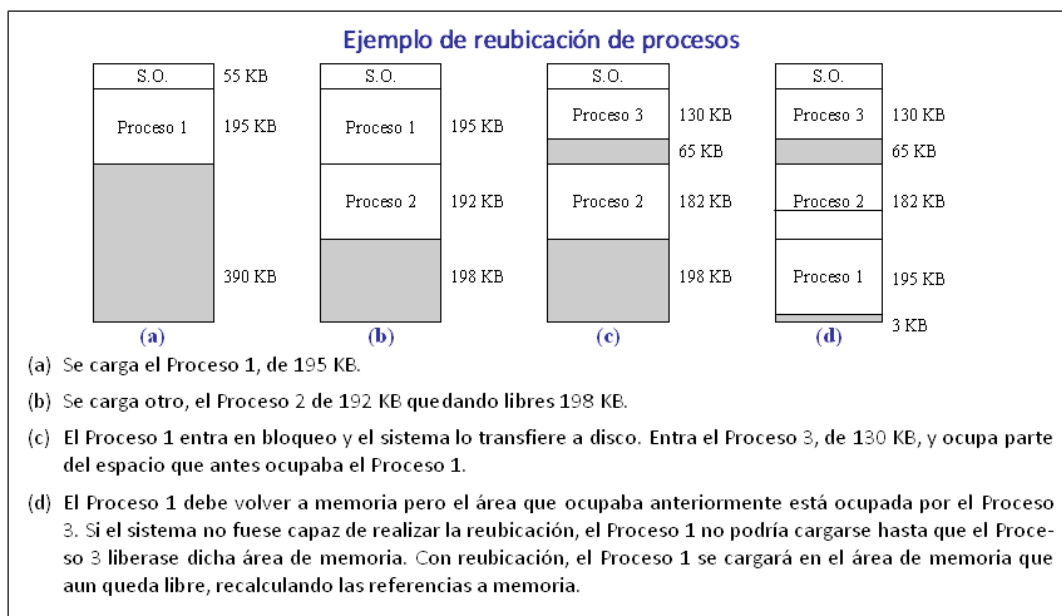 Ejemplo de reubicación de procesos
S.O. 55 KB
Proceso 1 195 KB
390 KB
(a)
S.O.
Proceso 1 195 KB
Proceso 2 192 KB
198 KB
(b)
S.O.
Proceso 3 130 KB
65 KB
Proceso 2 182 KB
198 KB
(c)
S.O.
Proceso 3 130 KB
65 KB
Proceso 2 182 KB
Proceso 1 195 KB
3 KB
(d)
(a) Se carga el Proceso 1, de 195 KB.
(b) Se carga otro, el Proceso 2 de 192 KB quedando libres 198 KB.
(c) El Proceso 1 entra en bloqueo y el sistema lo transfiere a disco. Entra el Proceso 3, de 130 KB, y ocupa parte
del espacio que antes ocupaba el Proceso 1.
(d) El Proceso 1 debe volver a memoria pero el área que ocupaba anteriormente está ocupada por el Proceso
3. Si el sistema no fuese capaz de realizar la reubicación, el Proceso 1 no podría cargarse hasta que el Proce-
so 3 liberase dicha área de memoria. Con reubicación, el Proceso 1 se cargará en el área de memoria que
aun queda libre, recalculando las referencias a memoria.